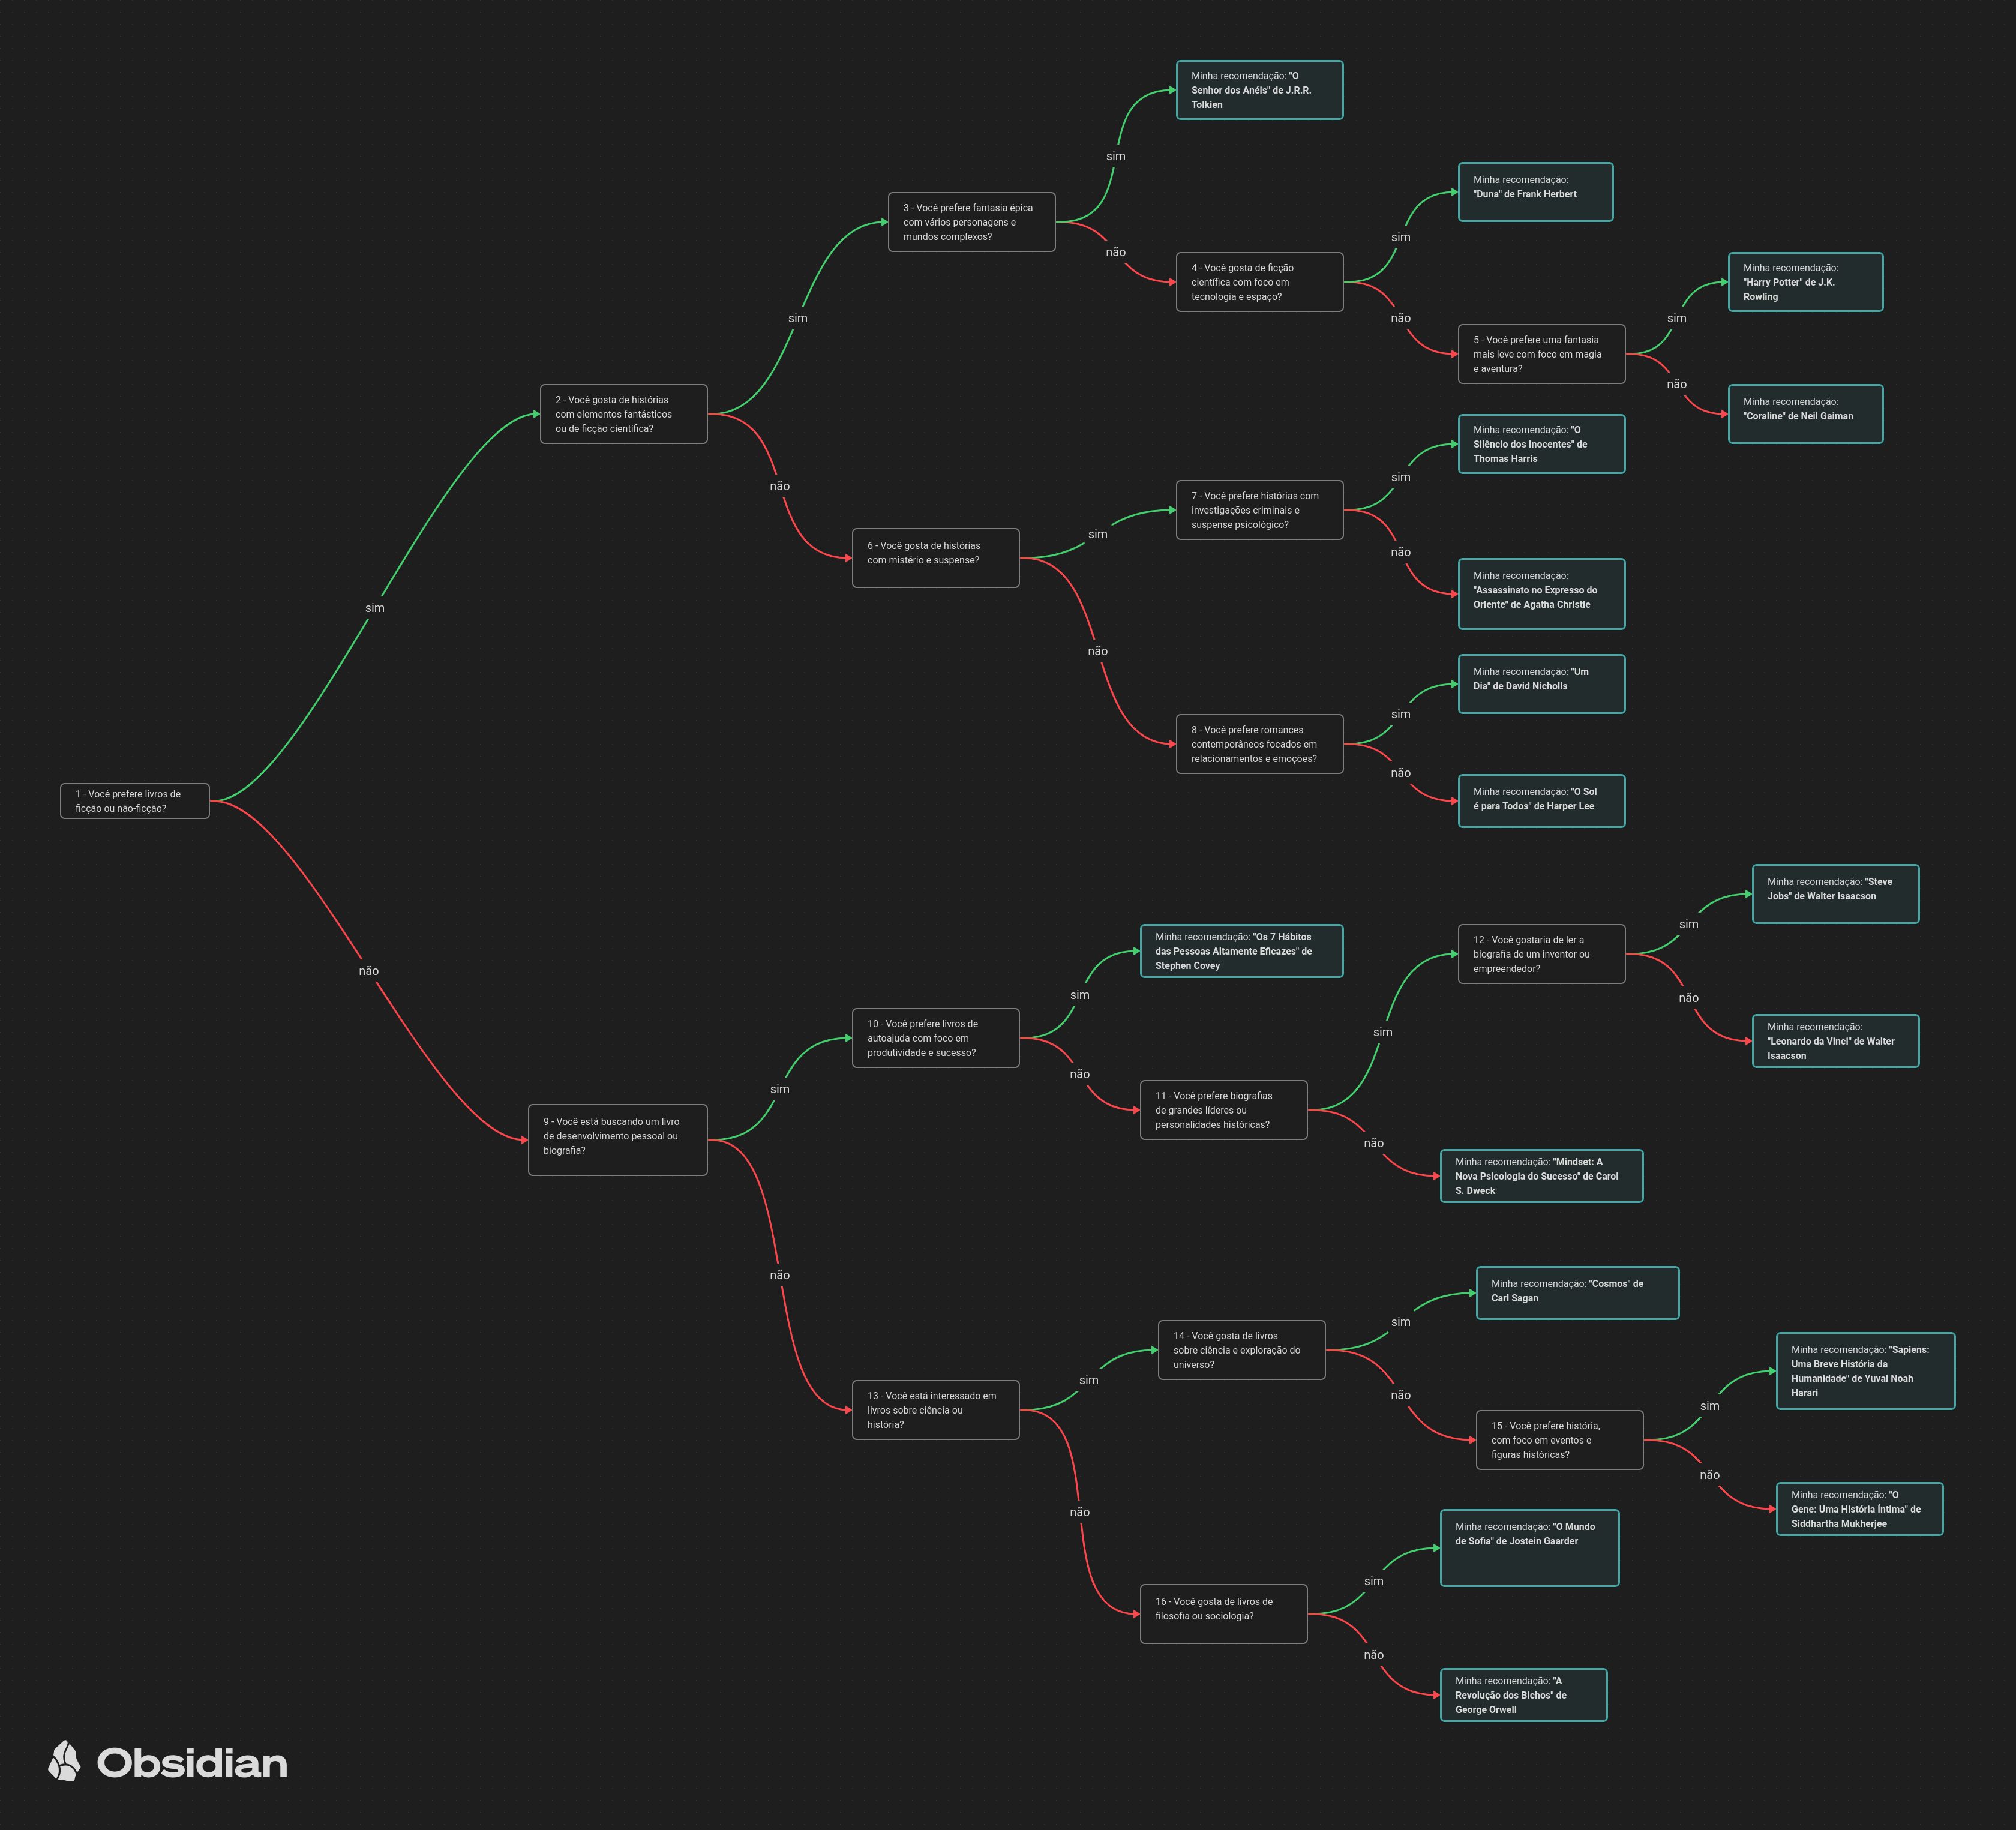 Minha recomendação: "O
Senhor dos Anéis" de J.R.R.
Tolkien
sim
3 - Você prefere fantasia épica
com vários personagens e
mundos complexos?
não
Minha recomendação:
"Duna" de Frank Herbert
sim
4 - Você gosta de ficção
científica com foco em
tecnologia e espaço?
não
Minha recomendação:
"Harry Potter" de J.K.
Rowling
sim
5 - Você prefere uma fantasia
mais leve com foco em magia
e aventura?
não
Minha recomendação:
"Coraline" de Neil Gaiman
sim
2 - Você gosta de histórias
com elementos fantásticos
ou de ficção científica?
não
Minha recomendação: "O
Silêncio dos Inocentes" de
Thomas Harris
sim
7 - Você prefere histórias com
investigações criminais e
suspense psicológico?
não
sim
6 - Você gosta de histórias
com mistério e suspense?
Minha recomendação:
"Assassinato no Expresso do
Oriente" de Agatha Christie
sim
não
Minha recomendação: "Um
Dia" de David Nicholls
sim
8 - Você prefere romances
contemporâneos focados em
relacionamentos e emoções?
não
Minha recomendação: "O Sol
é para Todos" de Harper Lee
1 - Você prefere livros de
ficção ou não-ficção?
não
Minha recomendação: "Steve
Jobs" de Walter Isaacson
sim
12 - Você gostaria de ler a
biografia de um inventor ou
empreendedor?
não
Minha recomendação:
"Leonardo da Vinci" de Walter
Isaacson
Minha recomendação: "Os 7 Hábitos
das Pessoas Altamente Eficazes" de
Stephen Covey
sim
10 - Você prefere livros de
autoajuda com foco em
produtividade e sucesso?
não
sim
11 - Você prefere biografias
de grandes líderes ou
personalidades históricas?
não
Minha recomendação: "Mindset: A
Nova Psicologia do Sucesso" de Carol
S. Dweck
sim
9 - Você está buscando um livro
de desenvolvimento pessoal ou
biografia?
não
Minha recomendação: "Cosmos" de
Carl Sagan
sim
14 - Você gosta de livros
sobre ciência e exploração do
universo?
não
Minha recomendação: "Sapiens:
Uma Breve História da
Humanidade" de Yuval Noah
Harari
sim
15 - Você prefere história,
com foco em eventos e
figuras históricas?
não
Minha recomendação: "O
Gene: Uma História Íntima" de
Siddhartha Mukherjee
sim
13 - Você está interessado em
livros sobre ciência ou
história?
não
Minha recomendação: "O Mundo
de Sofia" de Jostein Gaarder
sim
16 - Você gosta de livros de
filosofia ou sociologia?
não
Minha recomendação: "A
Revolução dos Bichos" de
George Orwell
Obsidian